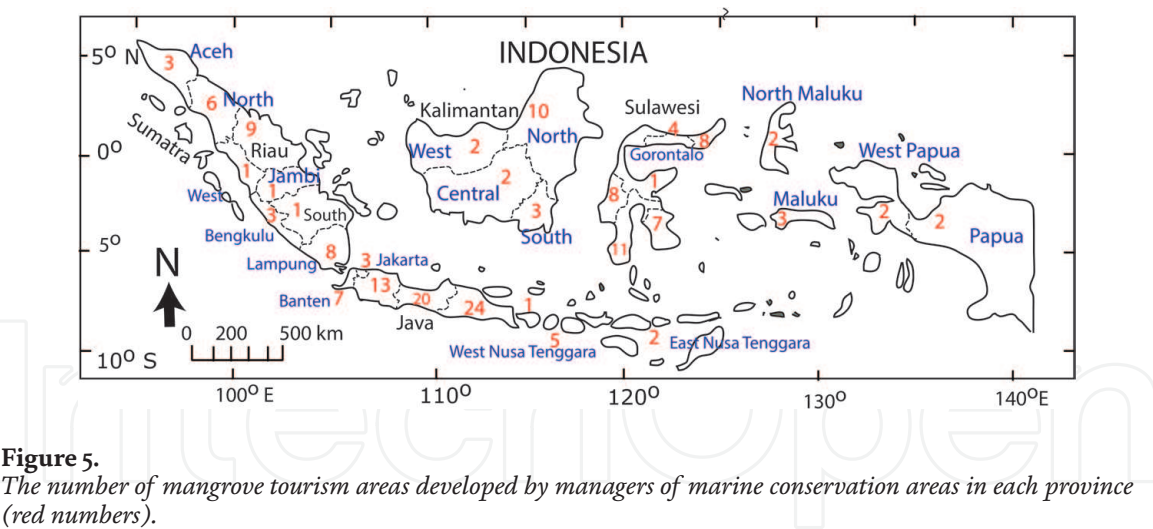 INDONESIA
5° N
Aceh
3
6
North
9
Riau
Sumatra
0°
1
Jambi
1
West
3
1
South
Bengkulu
5°
8
Lampung
3
Jakarta
13
20
24
Banten
7
Java
N
0 200 500 km
10° S
Kalimantan
10
North
West
2
2
Central
3
South
Sulawesi
4
8
Gorontalo
1
8
7
11
North Maluku
2
Maluku
3
West Papua
2
2
Papua
1
5
West Nusa Tenggara
2
East Nusa Tenggara
100° E
110°
120°
130°
140°E
IntechOpen
Figure 5.
The number of mangrove tourism areas developed by managers of marine conservation areas in each province
(red numbers).